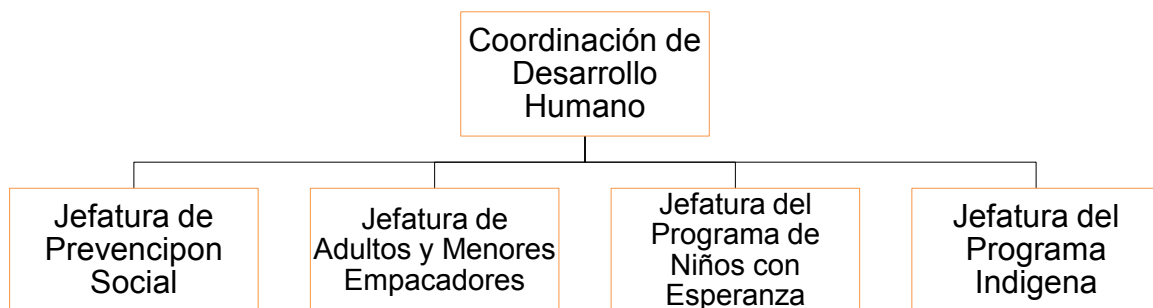 Coordinación de
Desarrollo
Humano
Jefatura de
Prevencipon
Social
Jefatura de
Adultos y Menores
Empacadores
Jefatura del
Programa de
Niños con
Esperanza
Jefatura del
Programa
Indigena